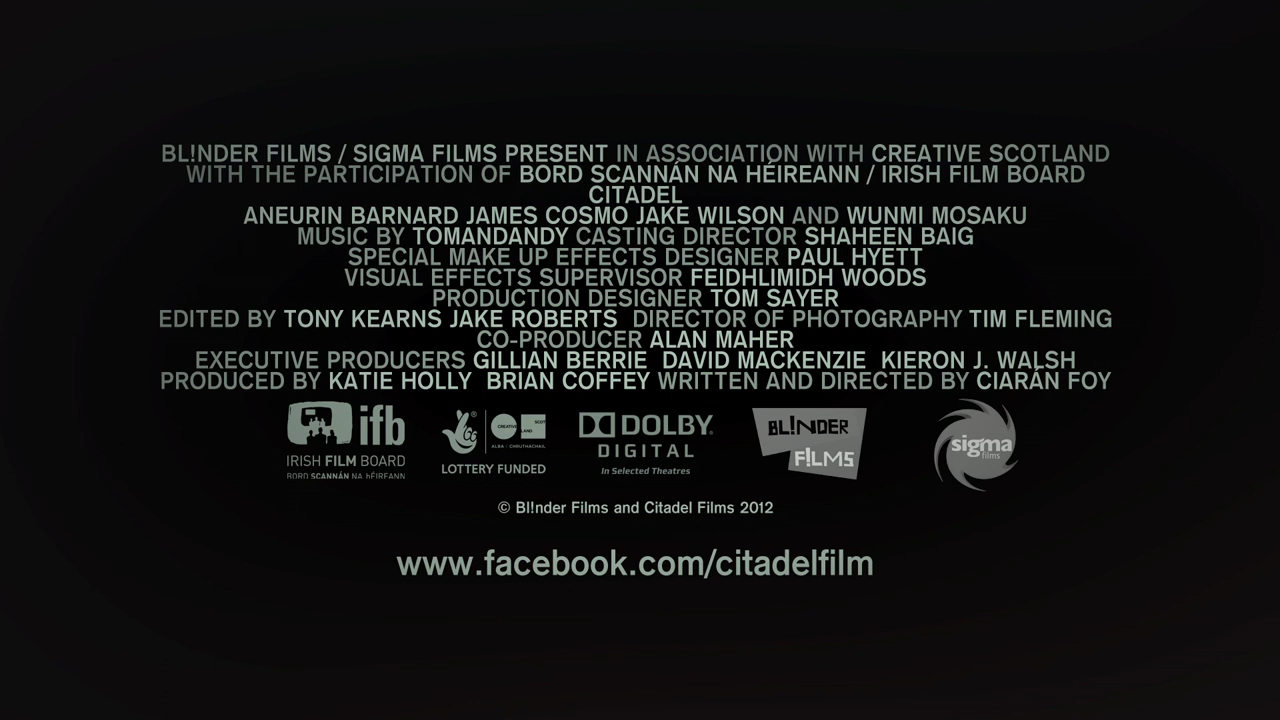 BL!NDER FILMS / SIGMA FILMS PRESENT IN ASSOCIATION WITH CREATIVE SCOTLAND
WITH THE PARTICIPATION OF BORD SCANNÁN NA HÉIREANN / IRISH FILM BOARD
CITADEL
ANEURIN BARNARD JAMES COSMO JAKE WILSON AND WUNMI MOSAKU
MUSIC BY TOMANDANDY CASTING DIRECTOR SHAHEEN BAIG
SPECIAL MAKE UP EFFECTS DESIGNER PAUL HYETT
VISUAL EFFECTS SUPERVISOR FEIDHLIMIDH WOODS
PRODUCTION DESIGNER TOM SAYER
EDITED BY TONY KEARNS JAKE ROBERTS DIRECTOR OF PHOTOGRAPHY TIM FLEMING
CO-PRODUCER ALAN MAHER
EXECUTIVE PRODUCERS GILLIAN BERRIE DAVID MACKENZIE KIERON J. WALSH
PRODUCED BY KATIE HOLLY BRIAN COFFEY WRITTEN AND DIRECTED BY CIARÁN FOY
ifb
IRISH FILM BOARD
BORD SCANNÁN NA hÉIREANN
CREATIVE SCOTLAND
ALBA | CHRUTHACHAIL
LOTTERY FUNDED
DOLBY®
DIGITAL
In Selected Theatres
BL!NDER
F!LMS
sigma
films
© Bl!nder Films and Citadel Films 2012
www.facebook.com/citadelfilm